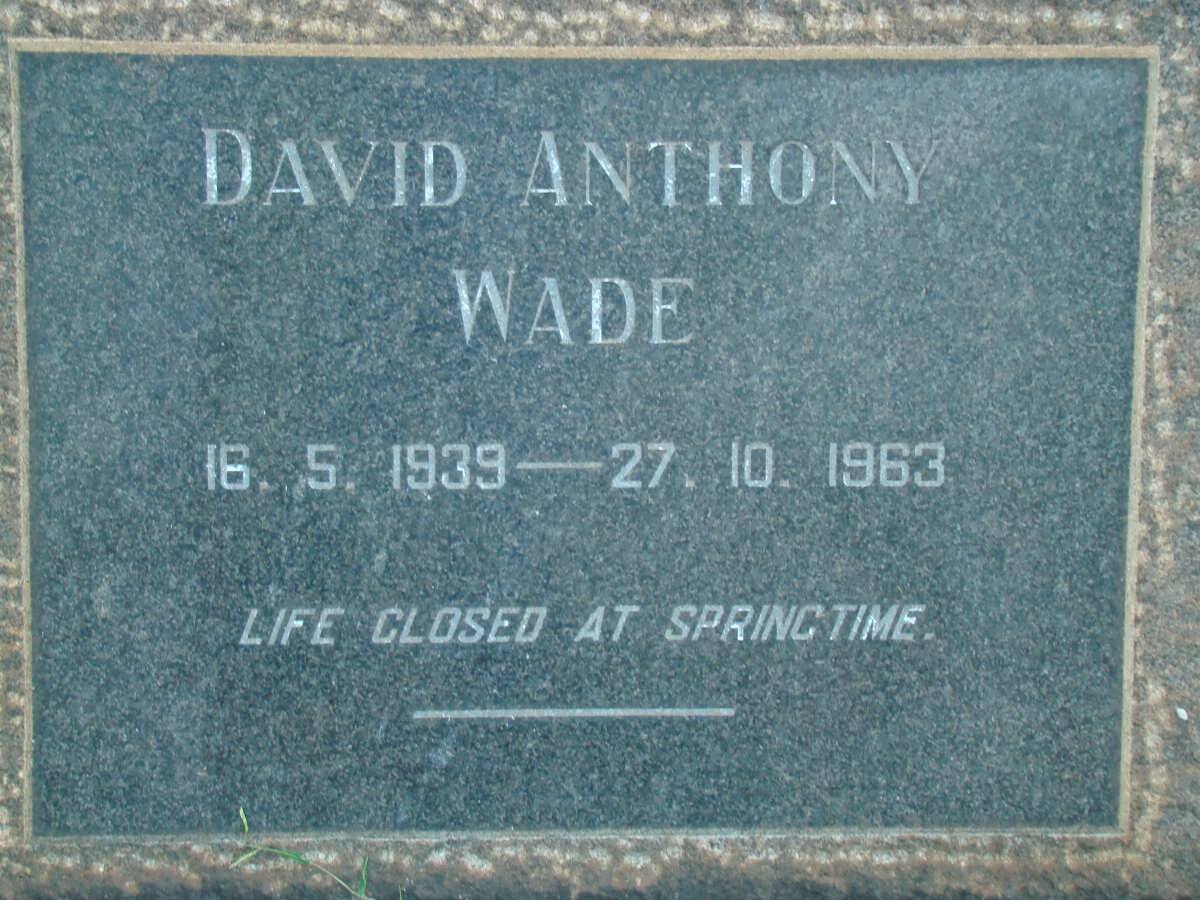 DAVID ANTHONY
WADE
16. 5. 1939—27. 10. 1963
LIFE CLOSED AT SPRINGTIME.